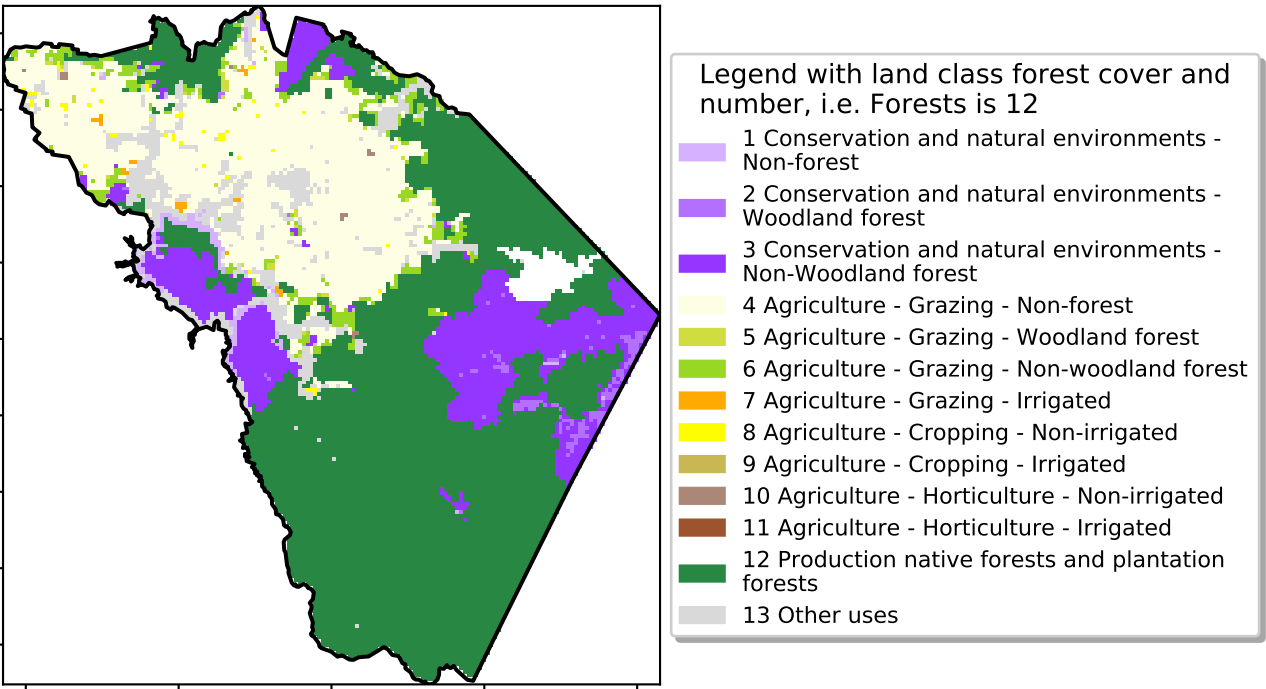 Legend with land class forest cover and
number, i.e. Forests is 12
1 Conservation and natural environments -
Non-forest
2 Conservation and natural environments -
Woodland forest
3 Conservation and natural environments -
Non-Woodland forest
4 Agriculture - Grazing - Non-forest
5 Agriculture - Grazing - Woodland forest
6 Agriculture - Grazing - Non-woodland forest
7 Agriculture - Grazing - Irrigated
8 Agriculture - Cropping - Non-irrigated
9 Agriculture - Cropping - Irrigated
10 Agriculture - Horticulture - Non-irrigated
11 Agriculture - Horticulture - Irrigated
12 Production native forests and plantation
forests
13 Other uses